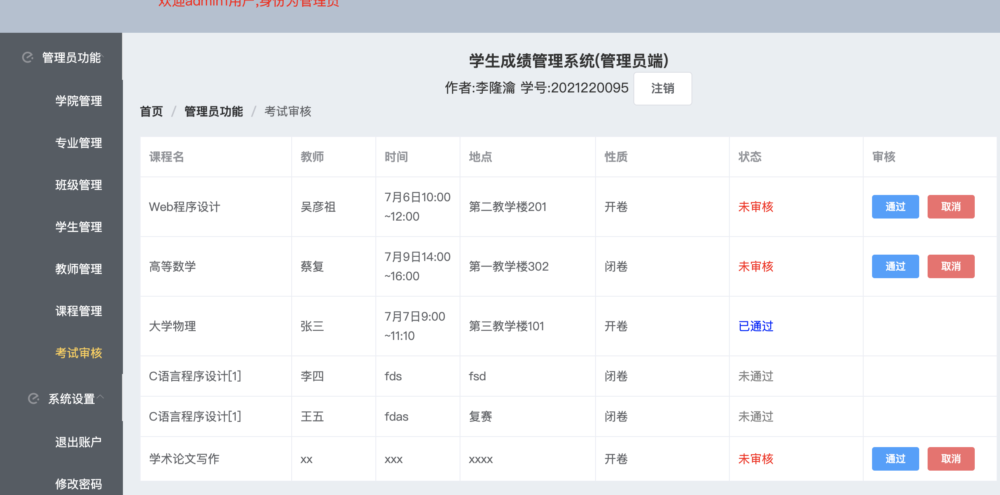 欢迎admin1用户,身份为管理员
管理员功能
学院管理
专业管理
班级管理
学生管理
教师管理
课程管理
考试审核
系统设置
退出账户
修改密码
学生成绩管理系统(管理员端)
作者:李隆瀹 学号:2021220095 注销
首页 / 管理员功能 / 考试审核
课程名 教师 时间 地点 性质 状态 审核
Web程序设计 吴彦祖 7月6日10:00
~12:00 第二教学楼201 开卷 未审核 通过 取消
高等数学 蔡复 7月9日14:00
~16:00 第一教学楼302 闭卷 未审核 通过 取消
大学物理 张三 7月7日9:00
~11:10 第三教学楼101 开卷 已通过
C语言程序设计[1] 李四 fds fsd 闭卷 未通过
C语言程序设计[1] 王五 fdas 复赛 闭卷 未通过
学术论文写作 xx xxx xxxx 开卷 未审核 通过 取消